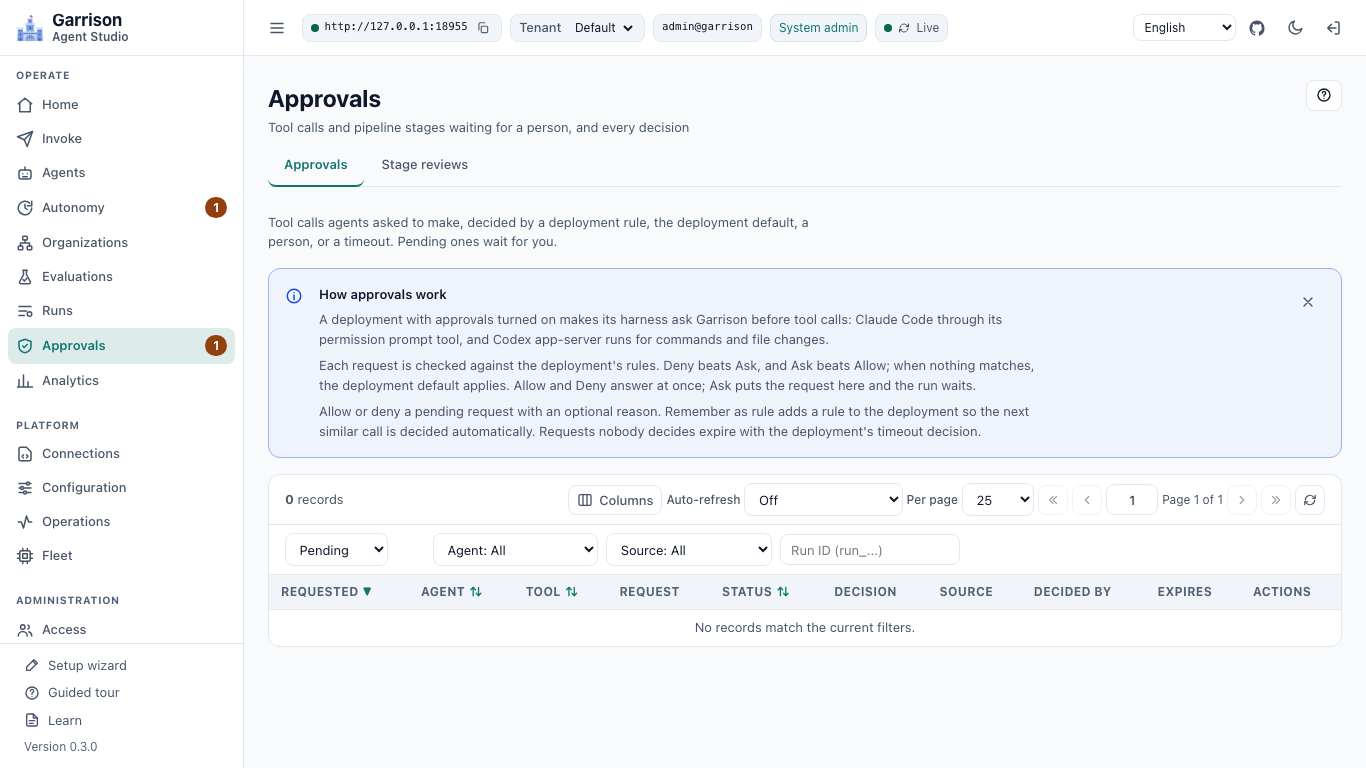 Garrison
Agent Studio
OPERATE
Home
Invoke
Agents
Autonomy 1
Organizations
Evaluations
Runs
Approvals 1
Analytics
PLATFORM
Connections
Configuration
Operations
Fleet
ADMINISTRATION
Access
Setup wizard
Guided tour
Learn
Version 0.3.0
http://127.0.0.1:18955 Tenant Default admin@garrison System admin Live English
Approvals
Tool calls and pipeline stages waiting for a person, and every decision
Approvals Stage reviews
Tool calls agents asked to make, decided by a deployment rule, the deployment default, a
person, or a timeout. Pending ones wait for you.
How approvals work
A deployment with approvals turned on makes its harness ask Garrison before tool calls: Claude Code through its
permission prompt tool, and Codex app-server runs for commands and file changes.
Each request is checked against the deployment's rules. Deny beats Ask, and Ask beats Allow; when nothing matches,
the deployment default applies. Allow and Deny answer at once; Ask puts the request here and the run waits.
Allow or deny a pending request with an optional reason. Remember as rule adds a rule to the deployment so the next
similar call is decided automatically. Requests nobody decides expire with the deployment's timeout decision.
0 records Columns Auto-refresh Off Per page 25 1 Page 1 of 1
Pending Agent: All Source: All Run ID (run_...)
REQUESTED AGENT TOOL REQUEST STATUS DECISION SOURCE DECIDED BY EXPIRES ACTIONS
No records match the current filters.